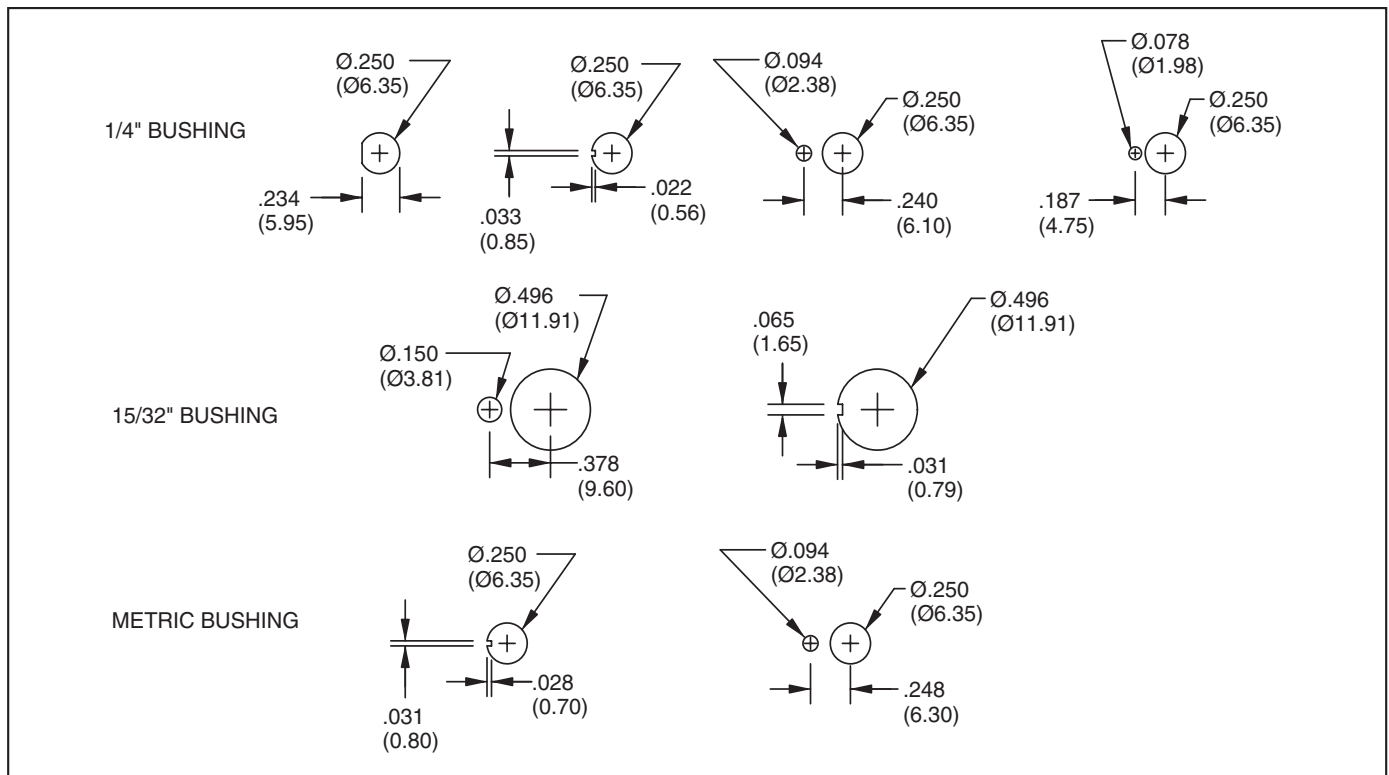 1/4" BUSHING
Ø.250
(Ø6.35)
.234
(5.95)
Ø.250
(Ø6.35)
.033
(0.85)
.022
(0.56)
Ø.094
(Ø2.38)
Ø.250
(Ø6.35)
.240
(6.10)
Ø.078
(Ø1.98)
Ø.250
(Ø6.35)
.187
(4.75)
15/32" BUSHING
Ø.496
(Ø11.91)
Ø.150
(Ø3.81)
.378
(9.60)
.065
(1.65)
Ø.496
(Ø11.91)
.031
(0.79)
METRIC BUSHING
Ø.250
(Ø6.35)
.028
(0.70)
.031
(0.80)
Ø.094
(Ø2.38)
Ø.250
(Ø6.35)
.248
(6.30)